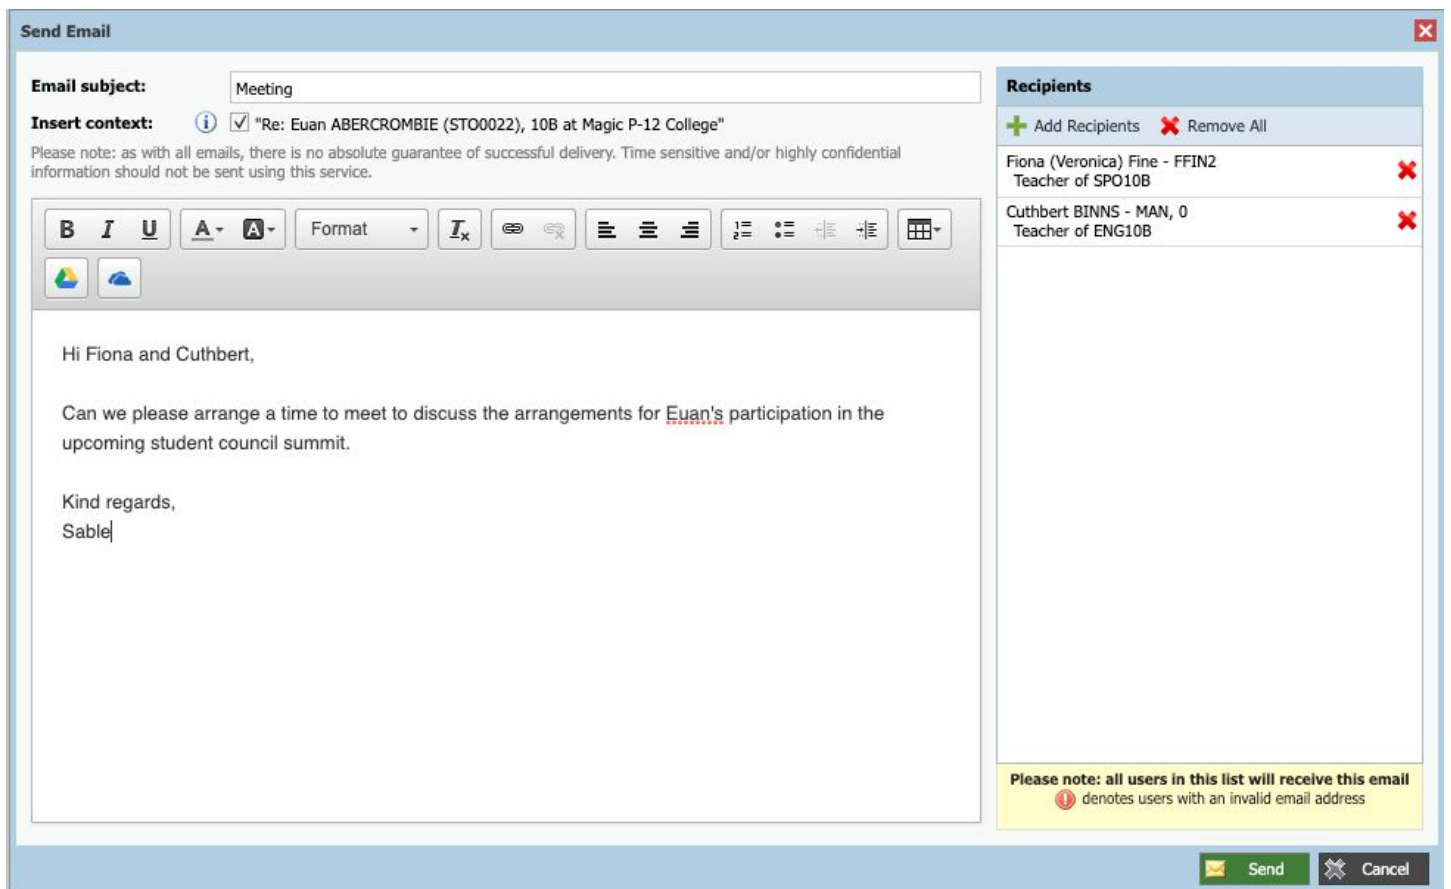 Send Email
Email subject:
Meeting
Insert context:
"Re: Euan ABERCROMBIE (STO0022), 10B at Magic P-12 College"
Please note: as with all emails, there is no absolute guarantee of successful delivery. Time sensitive and/or highly confidential
information should not be sent using this service.
B I U A A Format Ix
Hi Fiona and Cuthbert,
Can we please arrange a time to meet to discuss the arrangements for Euan's participation in the
upcoming student council summit.
Kind regards,
Sable
Recipients
Add Recipients Remove All
Fiona (Veronica) Fine - FFIN2
Teacher of SPO10B
Cuthbert BINNS - MAN, 0
Teacher of ENG10B
Please note: all users in this list will receive this email
denotes users with an invalid email address
Send Cancel